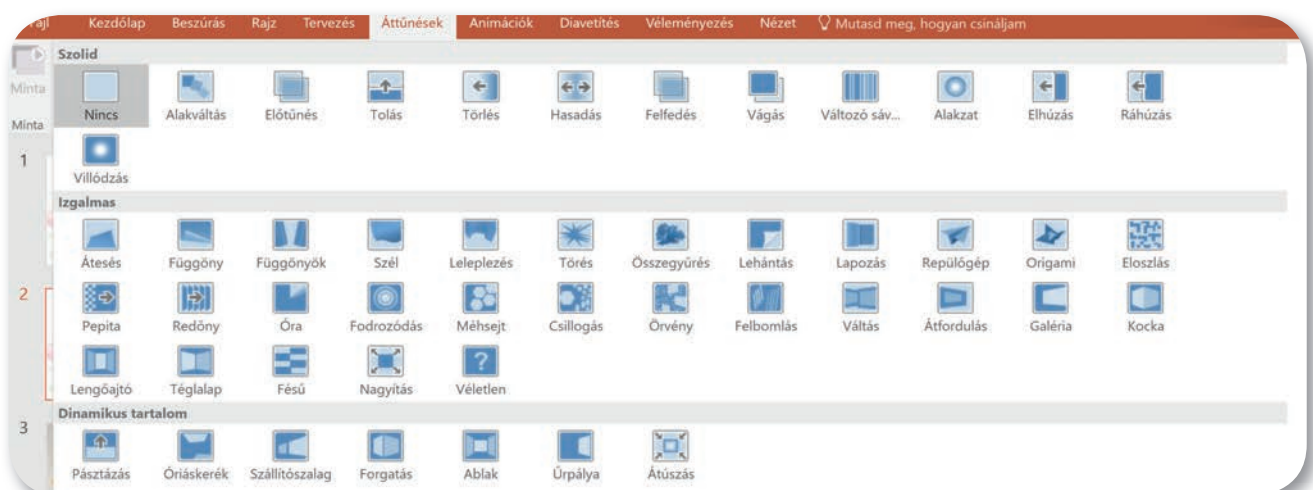 Fájl Kezdőlap Beszúrás Rajz Tervezés Áttűnések Animációk Diavetítés Véleményezés Nézet Mutasd meg, hogyan csináljam
Szolid
Minta
Nincs Alakváltás Előtűnés Tolás Törlés Hasadás Felfedés Vágás Változó sáv... Alakzat Elhúzás Ráhúzás
Minta
1
Villódzás
Izgalmas
Átesés Függöny Függönyök Szél Leleplezés Törés Összegyűrés Lehántás Lapozás Repülőgép Origami Eloszlás
2
Pepita Redőny Óra Fodrozódás Méhsejt Csillogás Örvény Felbomlás Váltás Átfordulás Galéria Kocka
Lengőajtó Téglalap Fésű Nagyítás Véletlen
Dinamikus tartalom
3
Pásztázás Óriáskerék Szállítószalag Forgatás Ablak Űrpálya Átúszás